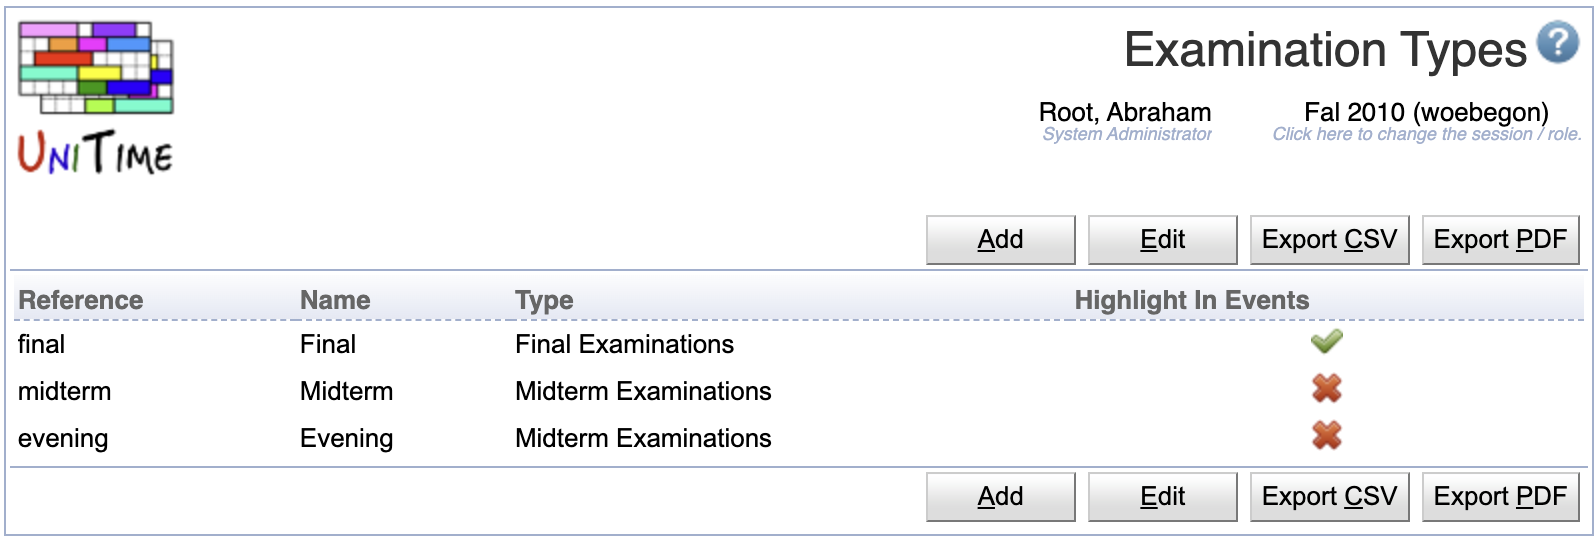 Examination Types ?
UNITIME
Root, Abraham Fal 2010 (woebegon)
System Administrator Click here to change the session / role.
Add Edit Export CSV Export PDF
Reference Name Type Highlight In Events
final Final Final Examinations
midterm Midterm Midterm Examinations
evening Evening Midterm Examinations
Add Edit Export CSV Export PDF